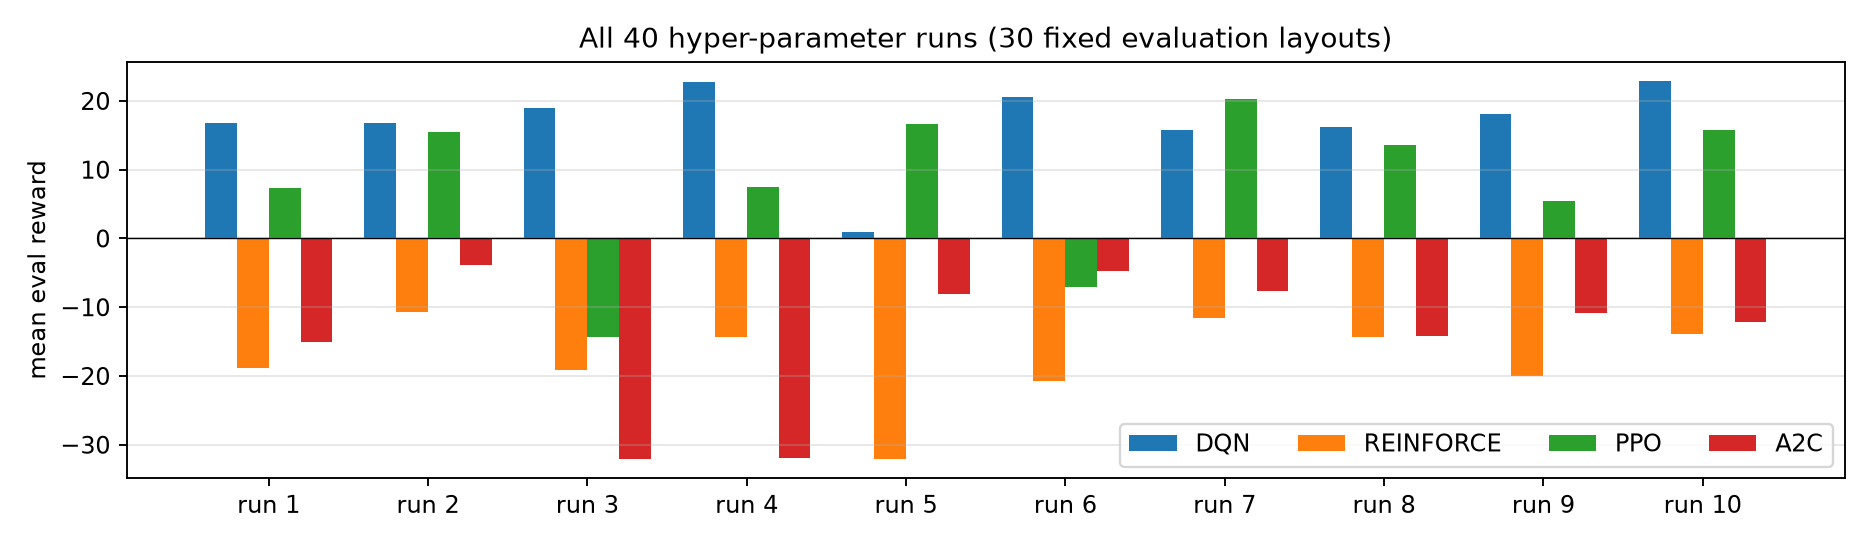 All 40 hyper-parameter runs (30 fixed evaluation layouts)
mean eval reward
20
10
0
−10
−20
−30
DQN REINFORCE PPO A2C
run 1 run 2 run 3 run 4 run 5 run 6 run 7 run 8 run 9 run 10